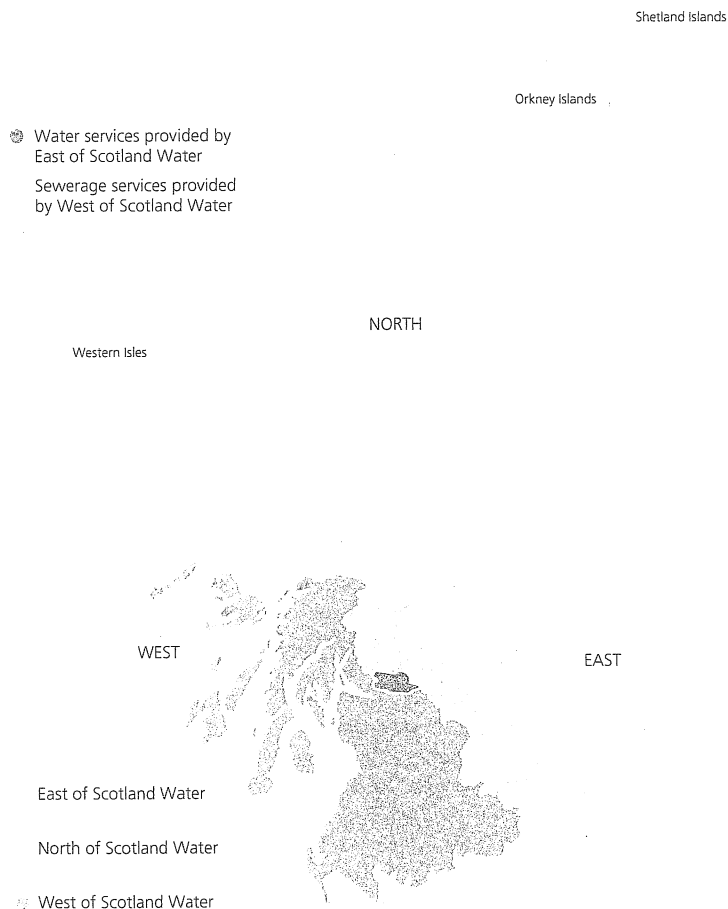 Shetland Islands
Orkney Islands
Water services provided by
East of Scotland Water
Sewerage services provided
by West of Scotland Water
NORTH
Western Isles
WEST
EAST
East of Scotland Water
North of Scotland Water
West of Scotland Water